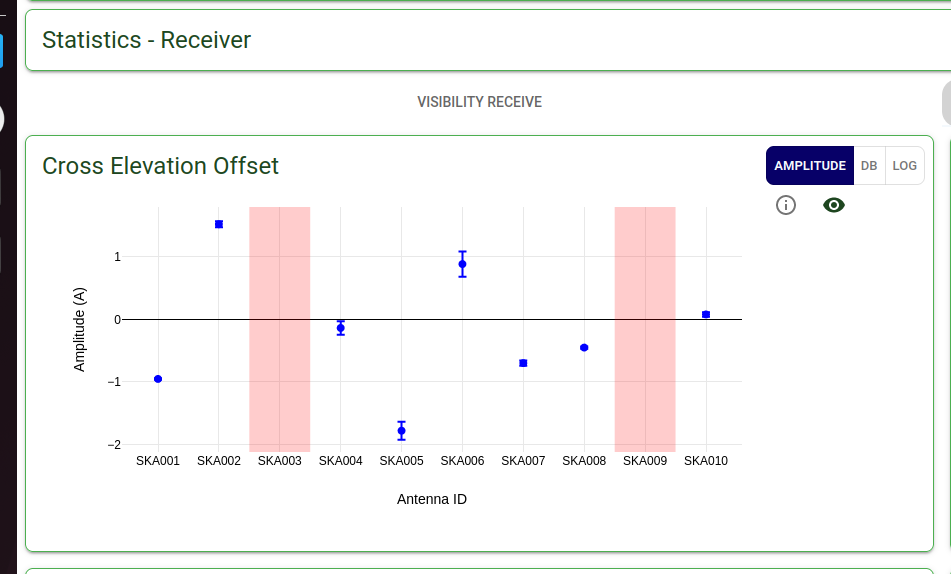 Statistics - Receiver
VISIBILITY RECEIVE
Cross Elevation Offset
AMPLITUDE DB LOG
1
0
−1
−2
Amplitude (A)
SKA001 SKA002 SKA003 SKA004 SKA005 SKA006 SKA007 SKA008 SKA009 SKA010
Antenna ID